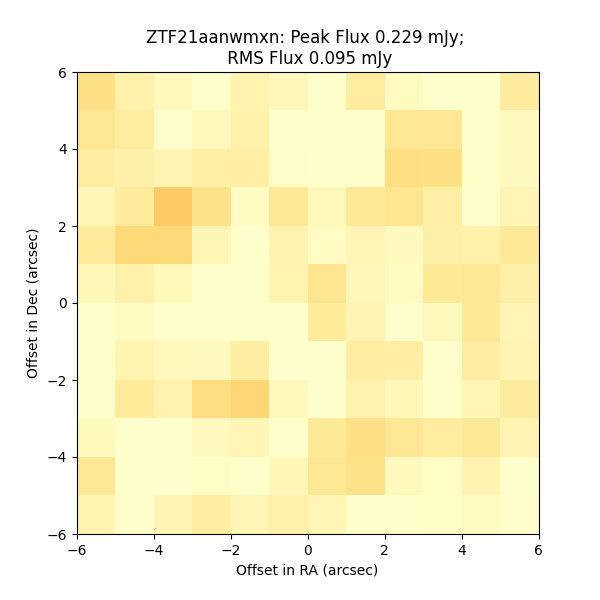 ZTF21aanwmxn: Peak Flux 0.229 mJy;
RMS Flux 0.095 mJy
6
4
2
0
−2
−4
−6
Offset in Dec (arcsec)
−6 −4 −2 0 2 4 6
Offset in RA (arcsec)